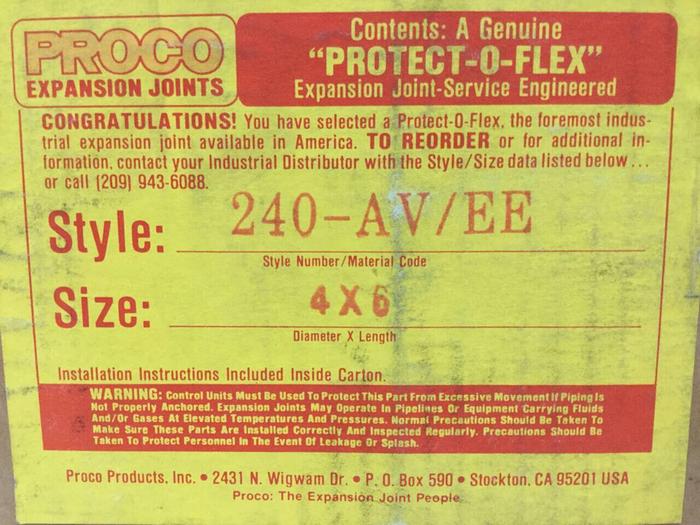 PROCO
EXPANSION JOINTS
Contents: A Genuine
“PROTECT-O-FLEX”
Expansion Joint-Service Engineered
CONGRATULATIONS! You have selected a Protect-O-Flex, the foremost indus-
trial expansion joint available in America. TO REORDER or for additional in-
formation, contact your Industrial Distributor with the Style/Size data listed below...
or call (209) 943-6088.
Style: 240-AV/EE
Style Number/Material Code
Size: 4X6
Diameter X Length
Installation Instructions Included Inside Carton.
WARNING: Control Units Must Be Used To Protect This Part From Excessive Movement If Piping Is
Not Properly Anchored. Expansion Joints May Operate In Pipelines Or Equipment Carrying Fluids
And/Or Gases At Elevated Temperatures And Pressures. Normal Precautions Should Be Taken To
Make Sure These Parts Are Installed Correctly And Inspected Regularly. Precautions Should Be
Taken To Protect Personnel In The Event Of Leakage Or Splash.
Proco Products, Inc. • 2431 N. Wigwam Dr. • P.O. Box 590 • Stockton, CA 95201 USA
Proco: The Expansion Joint People